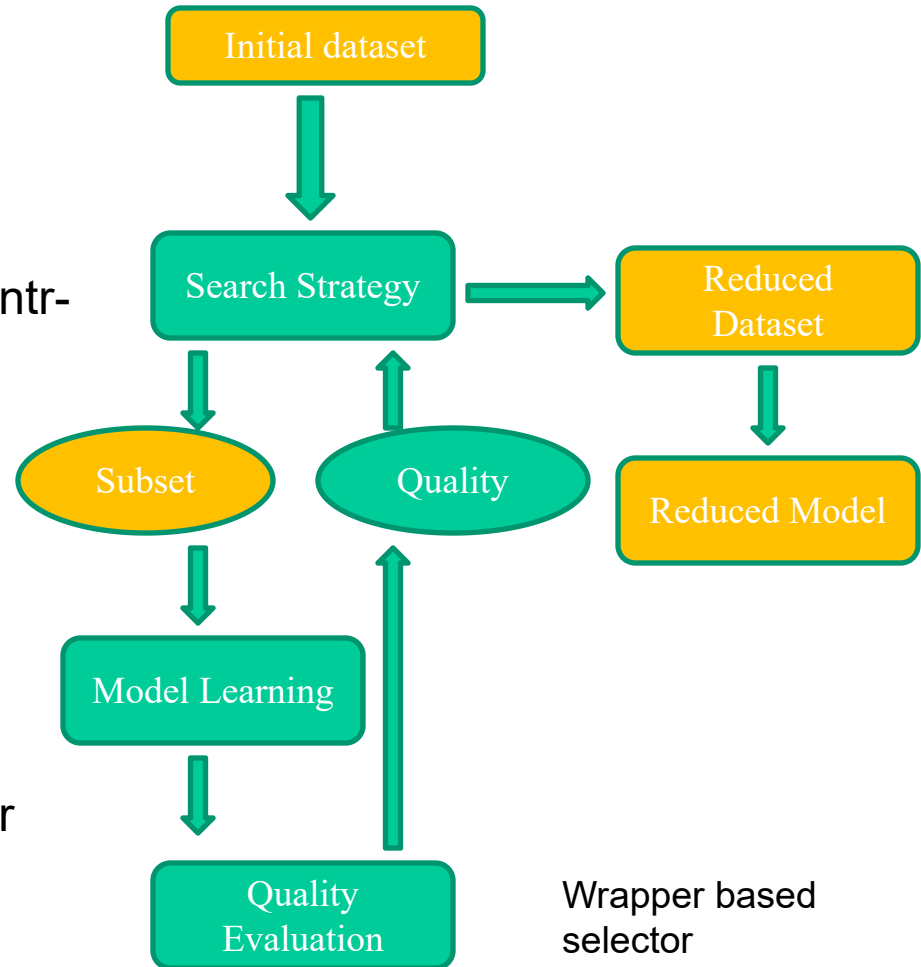 Initial dataset
ntr-
Search Strategy
Reduced
Dataset
Subset
Quality
Reduced Model
Model Learning
r
Quality
Evaluation
Wrapper based
selector